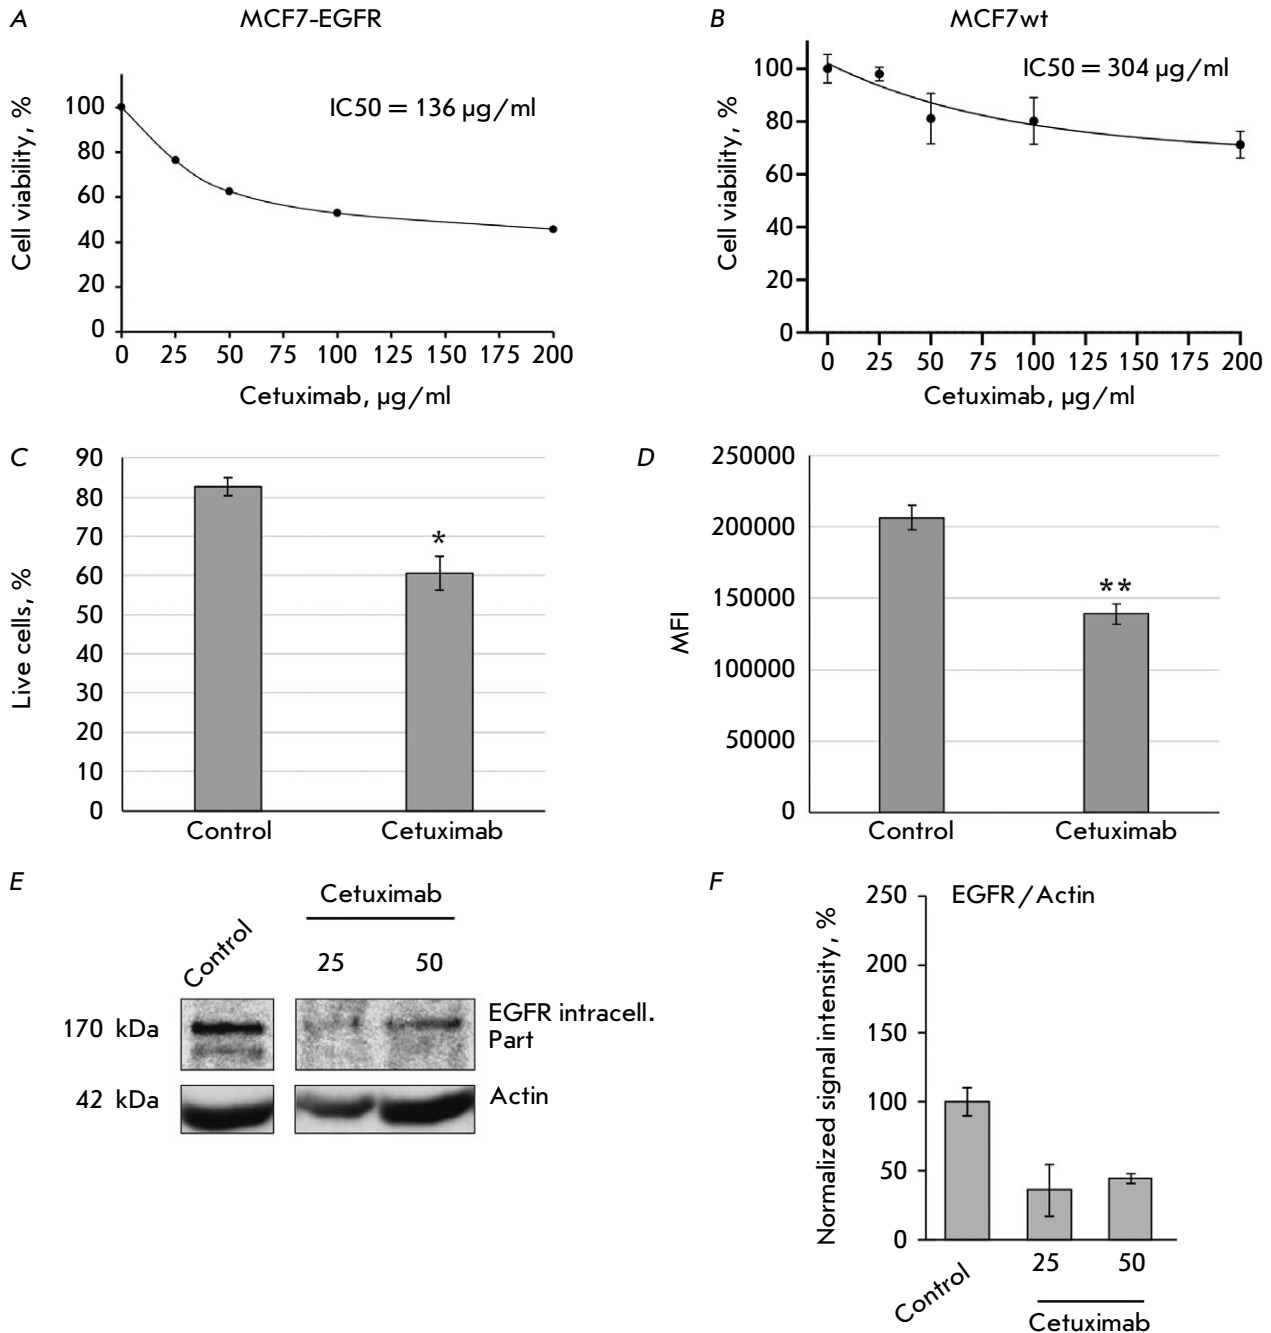 A
MCF7-EGFR
IC50 = 136 µg/ml
Cell viability, %
100
80
60
40
20
0
0 25 50 75 100 125 150 175 200
Cetuximab, µg/ml
B
MCF7wt
IC50 = 304 µg/ml
Cell viability, %
100
80
60
40
20
0
0 25 50 75 100 125 150 175 200
Cetuximab, µg/ml
C
Live cells, %
90
80
70
60
50
40
30
20
10
0
*
Control Cetuximab
D
MFI
250000
200000
150000
100000
50000
0
**
Control Cetuximab
E
Cetuximab
Control
25 50
170 kDa
EGFR intracell.
Part
42 kDa
Actin
F
EGFR/Actin
Normalized signal intensity, %
250
200
150
100
50
0
Control
25 50
Cetuximab